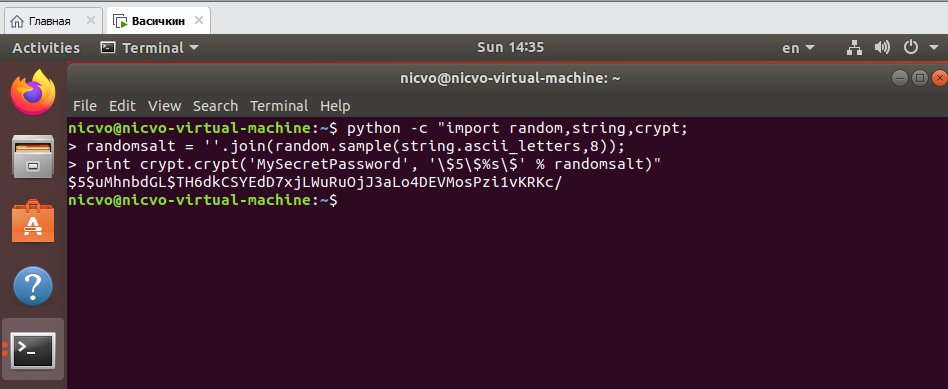 Главная
Васичкин
Activities Terminal Sun 14:35 en
nicvo@nicvo-virtual-machine: ~
File Edit View Search Terminal Help
nicvo@nicvo-virtual-machine:~$ python -c "import random,string,crypt;
> randomsalt = ''.join(random.sample(string.ascii_letters,8));
> print crypt.crypt('MySecretPassword', '\$5\$%s\$' % randomsalt)"
$5$uMhnbdGL$TH6dkCSYEdD7xjLWuRuOjJ3aLo4DEVMosPzi1vKRKc/
nicvo@nicvo-virtual-machine:~$